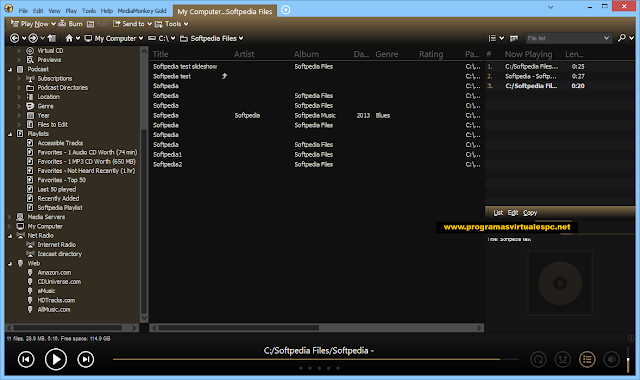 File Edit View Play Tools Help MediaMonkey Gold My Computer...Softpedia Files
Play Now Burn Edit Send to Tools
My Computer C:\ Softpedia Files File list
Virtual CD
Previews
Podcast
Subscriptions
Podcast Directories
Location
Genre
Year
Files to Edit
Playlists
Accessible Tracks
Favorites - 1 Audio CD Worth (74 min)
Favorites - 1 MP3 CD Worth (650 MB)
Favorites - Not Heard Recently (1 hr)
Favorites - Top 50
Last 50 played
Recently Added
Softpedia Playlist
Media Servers
My Computer
Net Radio
Internet Radio
Icecast directory
Web
Amazon.com
CDUniverse.com
eMusic
HDTracks.com
AllMusic.com
Title Artist Album Da... Genre Rating Pa
Softpedia test slideshow Softpedia Files C:\...
Softpedia test C:\...
Softpedia C:\...
Softpedia Softpedia Files C:\...
Softpedia Softpedia Files C:\...
Softpedia Softpedia Softpedia Music 2013 Blues C:\...
Softpedia Softpedia Files C:\...
Softpedia C:\...
Softpedia Softpedia Files C:\...
Softpedia1 Softpedia Files C:\...
Softpedia2 Softpedia Files C:\...
# Now Playing Len...
1. C:/Softpedia Files... 0:25
2. Softpedia - Softp... 0:27
3. C:/Softpedia Fil... 0:20
List Edit Copy
www.programasvirtualespc.net
Title: Softpedia test
11 files, 29.9 MB, 5:16, Free space: 114.9 GB
C:/Softpedia Files/Softpedia -